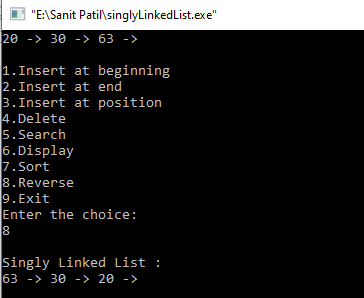 "E:\Sanit Patil\singlyLinkedList.exe"
20 -> 30 -> 63 ->
1.Insert at beginning
2.Insert at end
3.Insert at position
4.Delete
5.Search
6.Display
7.Sort
8.Reverse
9.Exit
Enter the choice:
8
Singly Linked List :
63 -> 30 -> 20 ->